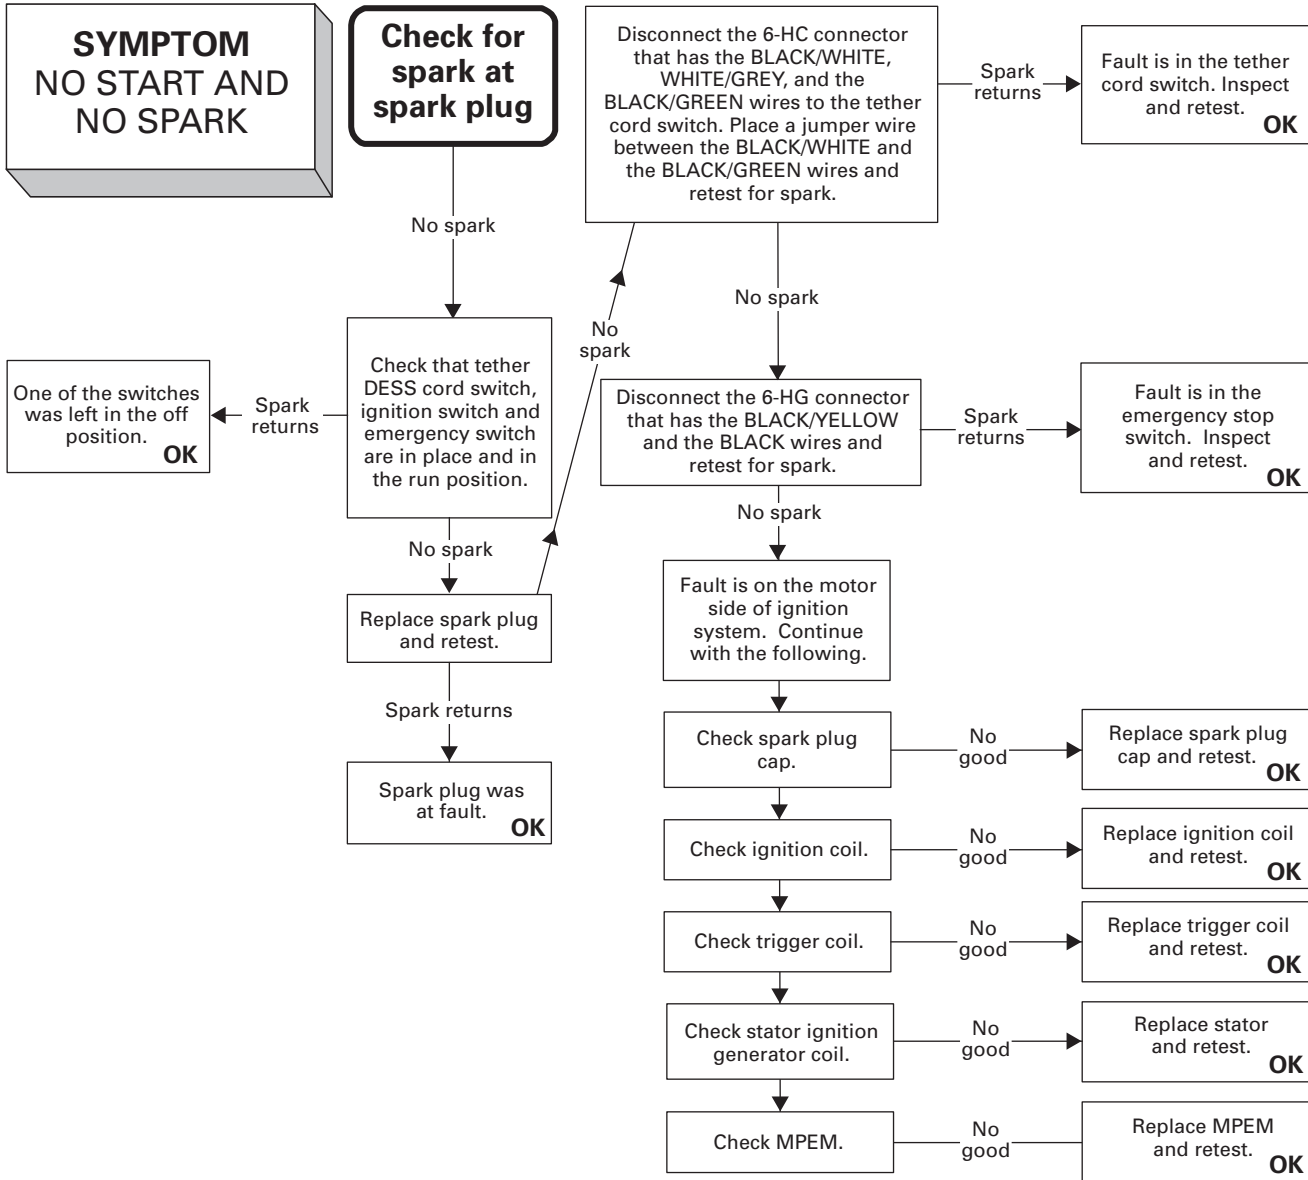 SYMPTOM
NO START AND
NO SPARK
Check for
spark at
spark plug
No spark
Check that tether
DESS cord switch,
ignition switch and
emergency switch
are in place and in
the run position.
Spark
returns
One of the switches
was left in the off
position.
OK
No spark
Replace spark plug
and retest.
Spark returns
Spark plug was
at fault.
OK
No
spark
Disconnect the 6-HC connector
that has the BLACK/WHITE,
WHITE/GREY, and the
BLACK/GREEN wires to the tether
cord switch. Place a jumper wire
between the BLACK/WHITE and
the BLACK/GREEN wires and
retest for spark.
Spark
returns
Fault is in the tether
cord switch. Inspect
and retest.
OK
No spark
Disconnect the 6-HG connector
that has the BLACK/YELLOW
and the BLACK wires and
retest for spark.
Spark
returns
Fault is in the
emergency stop
switch. Inspect
and retest.
OK
No spark
Fault is on the motor
side of ignition
system. Continue
with the following.
Check spark plug
cap.
No
good
Replace spark plug
cap and retest.
OK
Check ignition coil.
No
good
Replace ignition coil
and retest.
OK
Check trigger coil.
No
good
Replace trigger coil
and retest.
OK
Check stator ignition
generator coil.
No
good
Replace stator
and retest.
OK
Check MPEM.
No
good
Replace MPEM
and retest.
OK